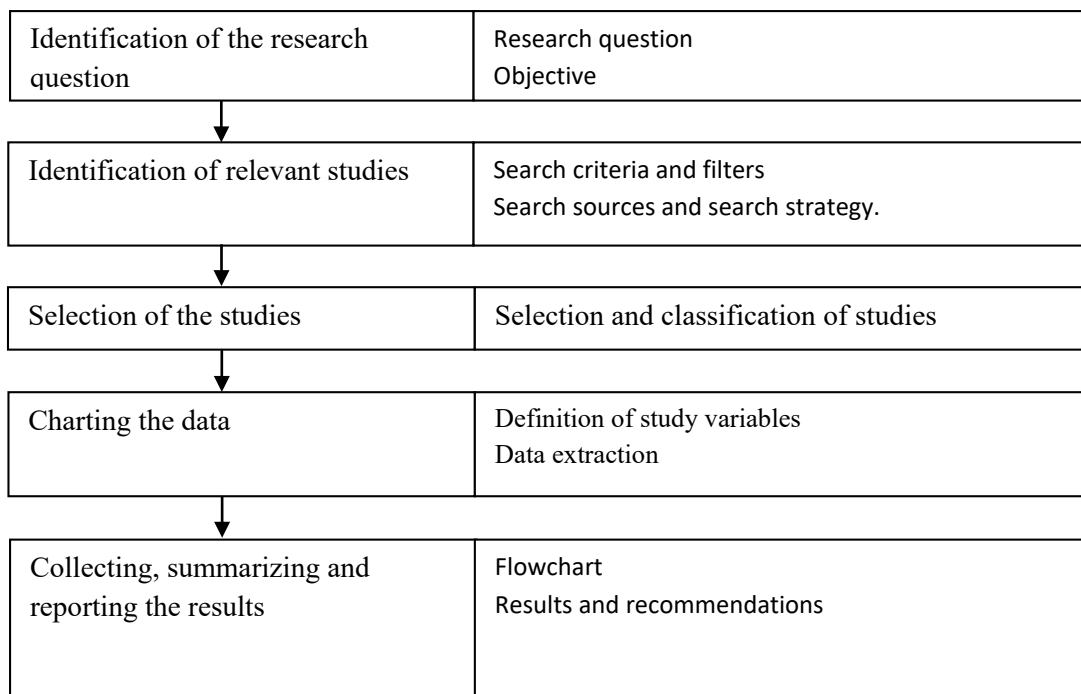 Identification of the research
question
Research question
Objective
Identification of relevant studies
Search criteria and filters
Search sources and search strategy.
Selection of the studies
Selection and classification of studies
Charting the data
Definition of study variables
Data extraction
Collecting, summarizing and
reporting the results
Flowchart
Results and recommendations